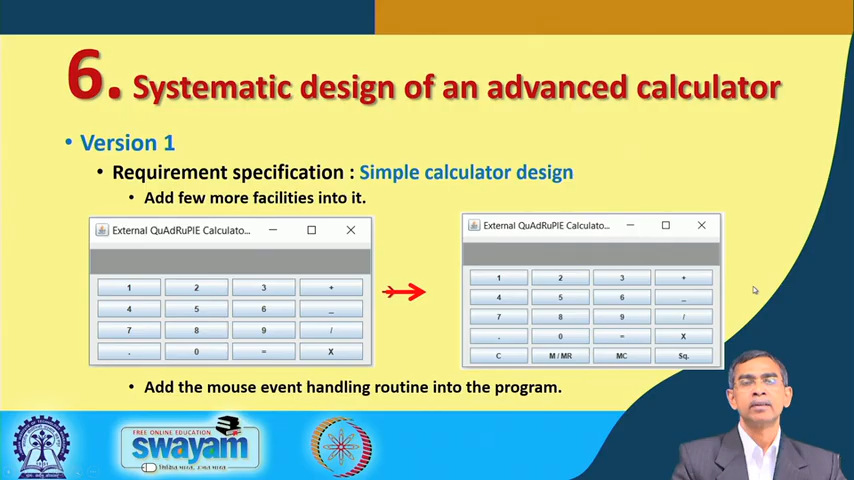 6. Systematic design of an advanced calculator
• Version 1
• Requirement specification : Simple calculator design
• Add few more facilities into it.
External QuAdRuPlE Calculato...
1 2 3 +
4 5 6 _
7 8 9 /
. 0 = X
External QuAdRuPlE Calculato...
1 2 3 +
4 5 6 _
7 8 9 /
. 0 = X
C M / MR MC Sq.
• Add the mouse event handling routine into the program.
FREE ONLINE EDUCATION
swayam